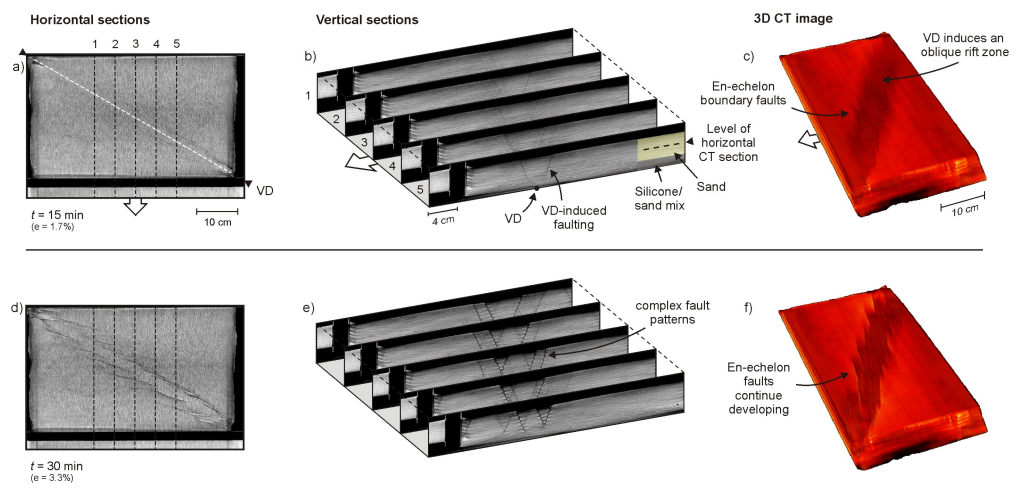 Horizontal sections
Vertical sections
3D CT image
1 2 3 4 5
a)
VD
t = 15 min
(e = 1.7%)
10 cm
b)
1
2
3
4
5
4 cm
VD
VD-induced
faulting
Silicone/
sand mix
Sand
Level of
horizontal
CT section
c)
VD induces an
oblique rift zone
En-echelon
boundary faults
10 cm
d)
t = 30 min
(e = 3.3%)
e)
complex fault
patterns
f)
En-echelon
faults
continue
developing